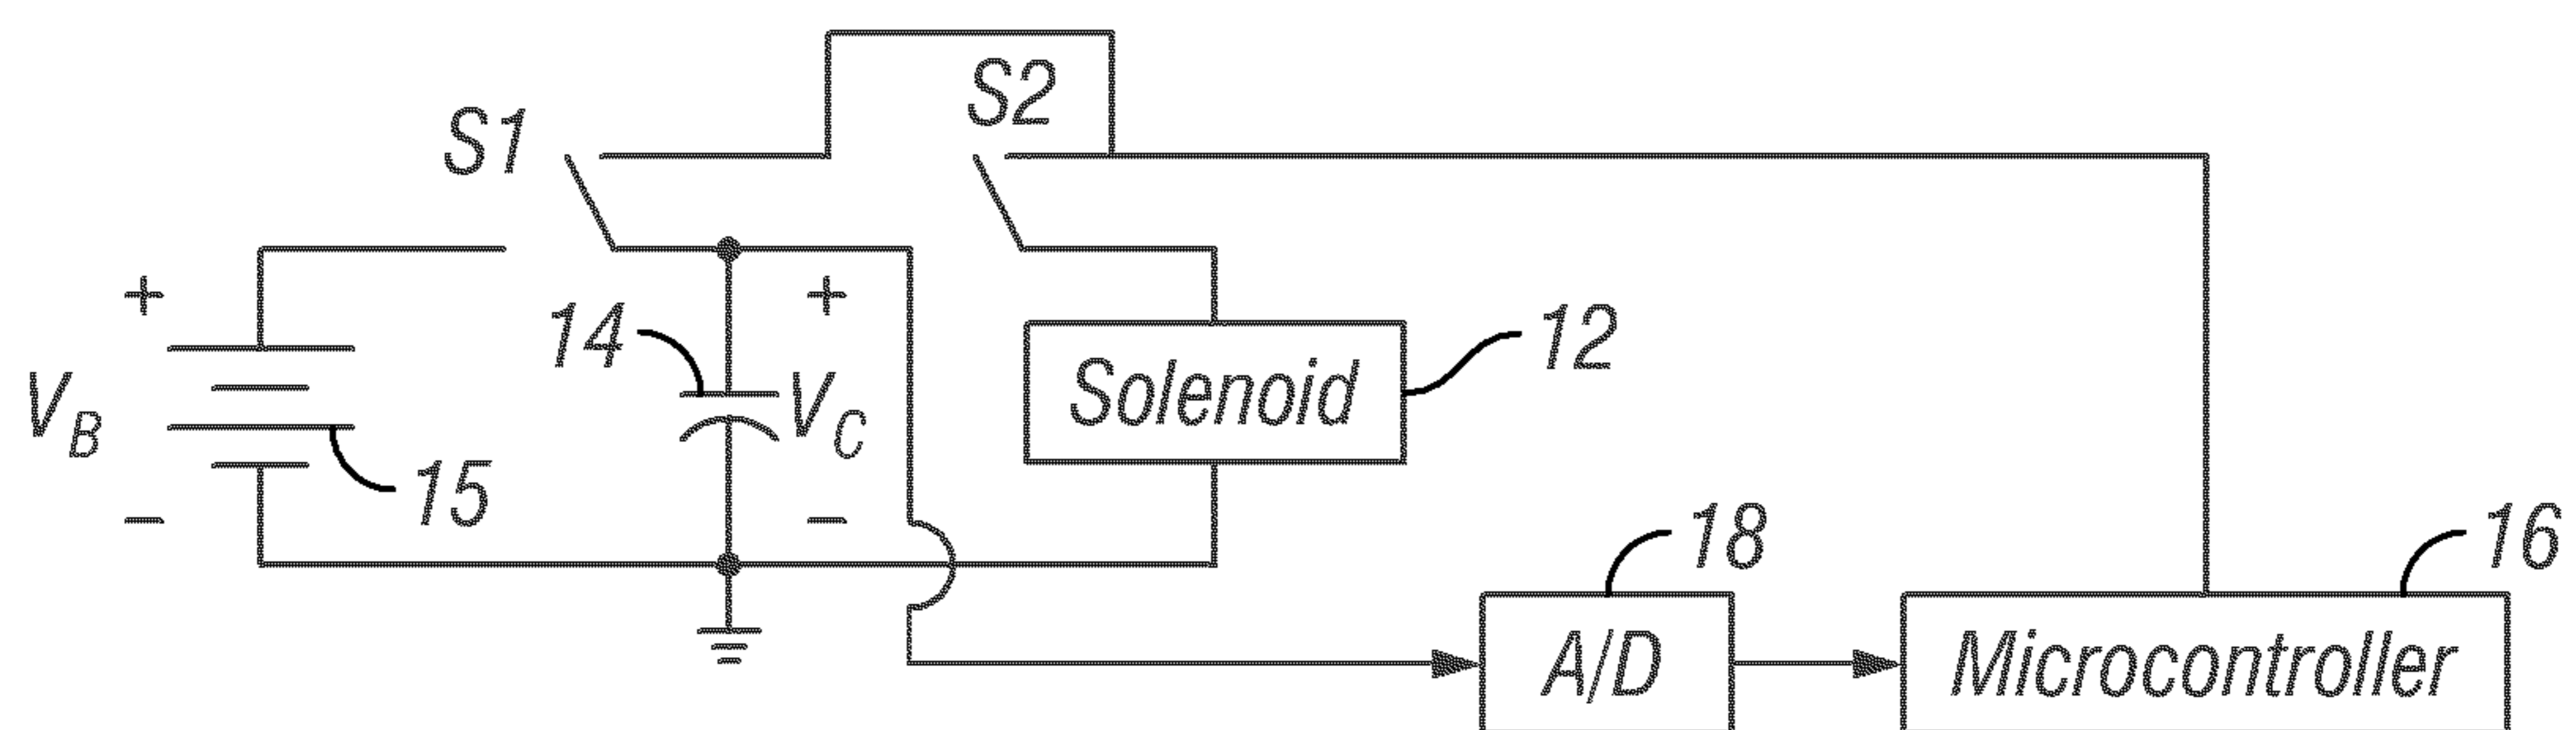 S1
S2
+
+
14
12
V_B
V_C
Solenoid
15
−
−
18
16
A/D
Microcontroller